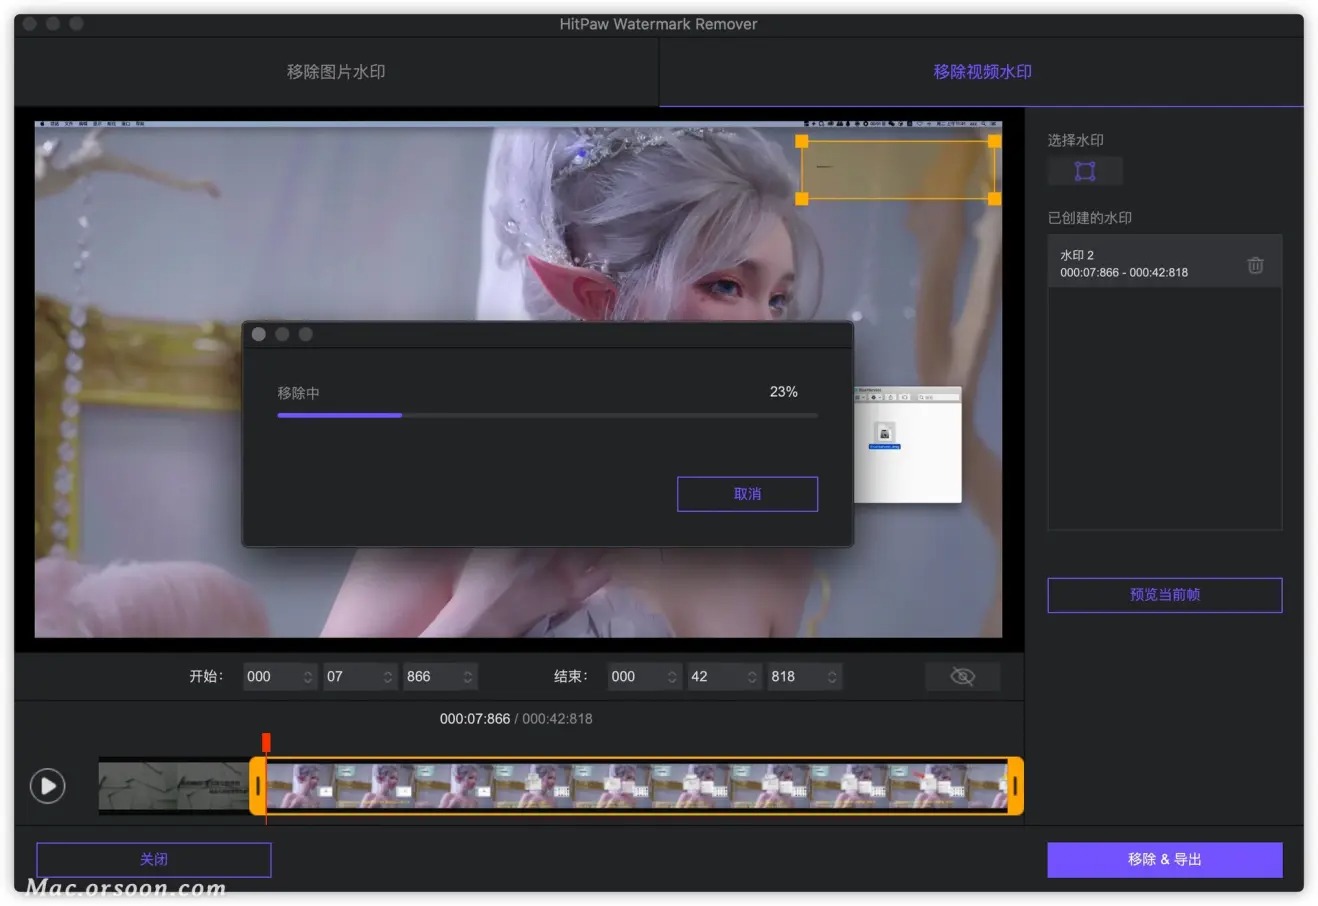 HitPaw Watermark Remover
移除图片水印
移除视频水印
选择水印
已创建的水印
水印 2
000:07:866 - 000:42:818
移除中
23%
取消
预览当前帧
开始：
000
07
866
结束：
000
42
818
000:07:866 / 000:42:818
关闭
移除 & 导出
Mac.orsoon.com